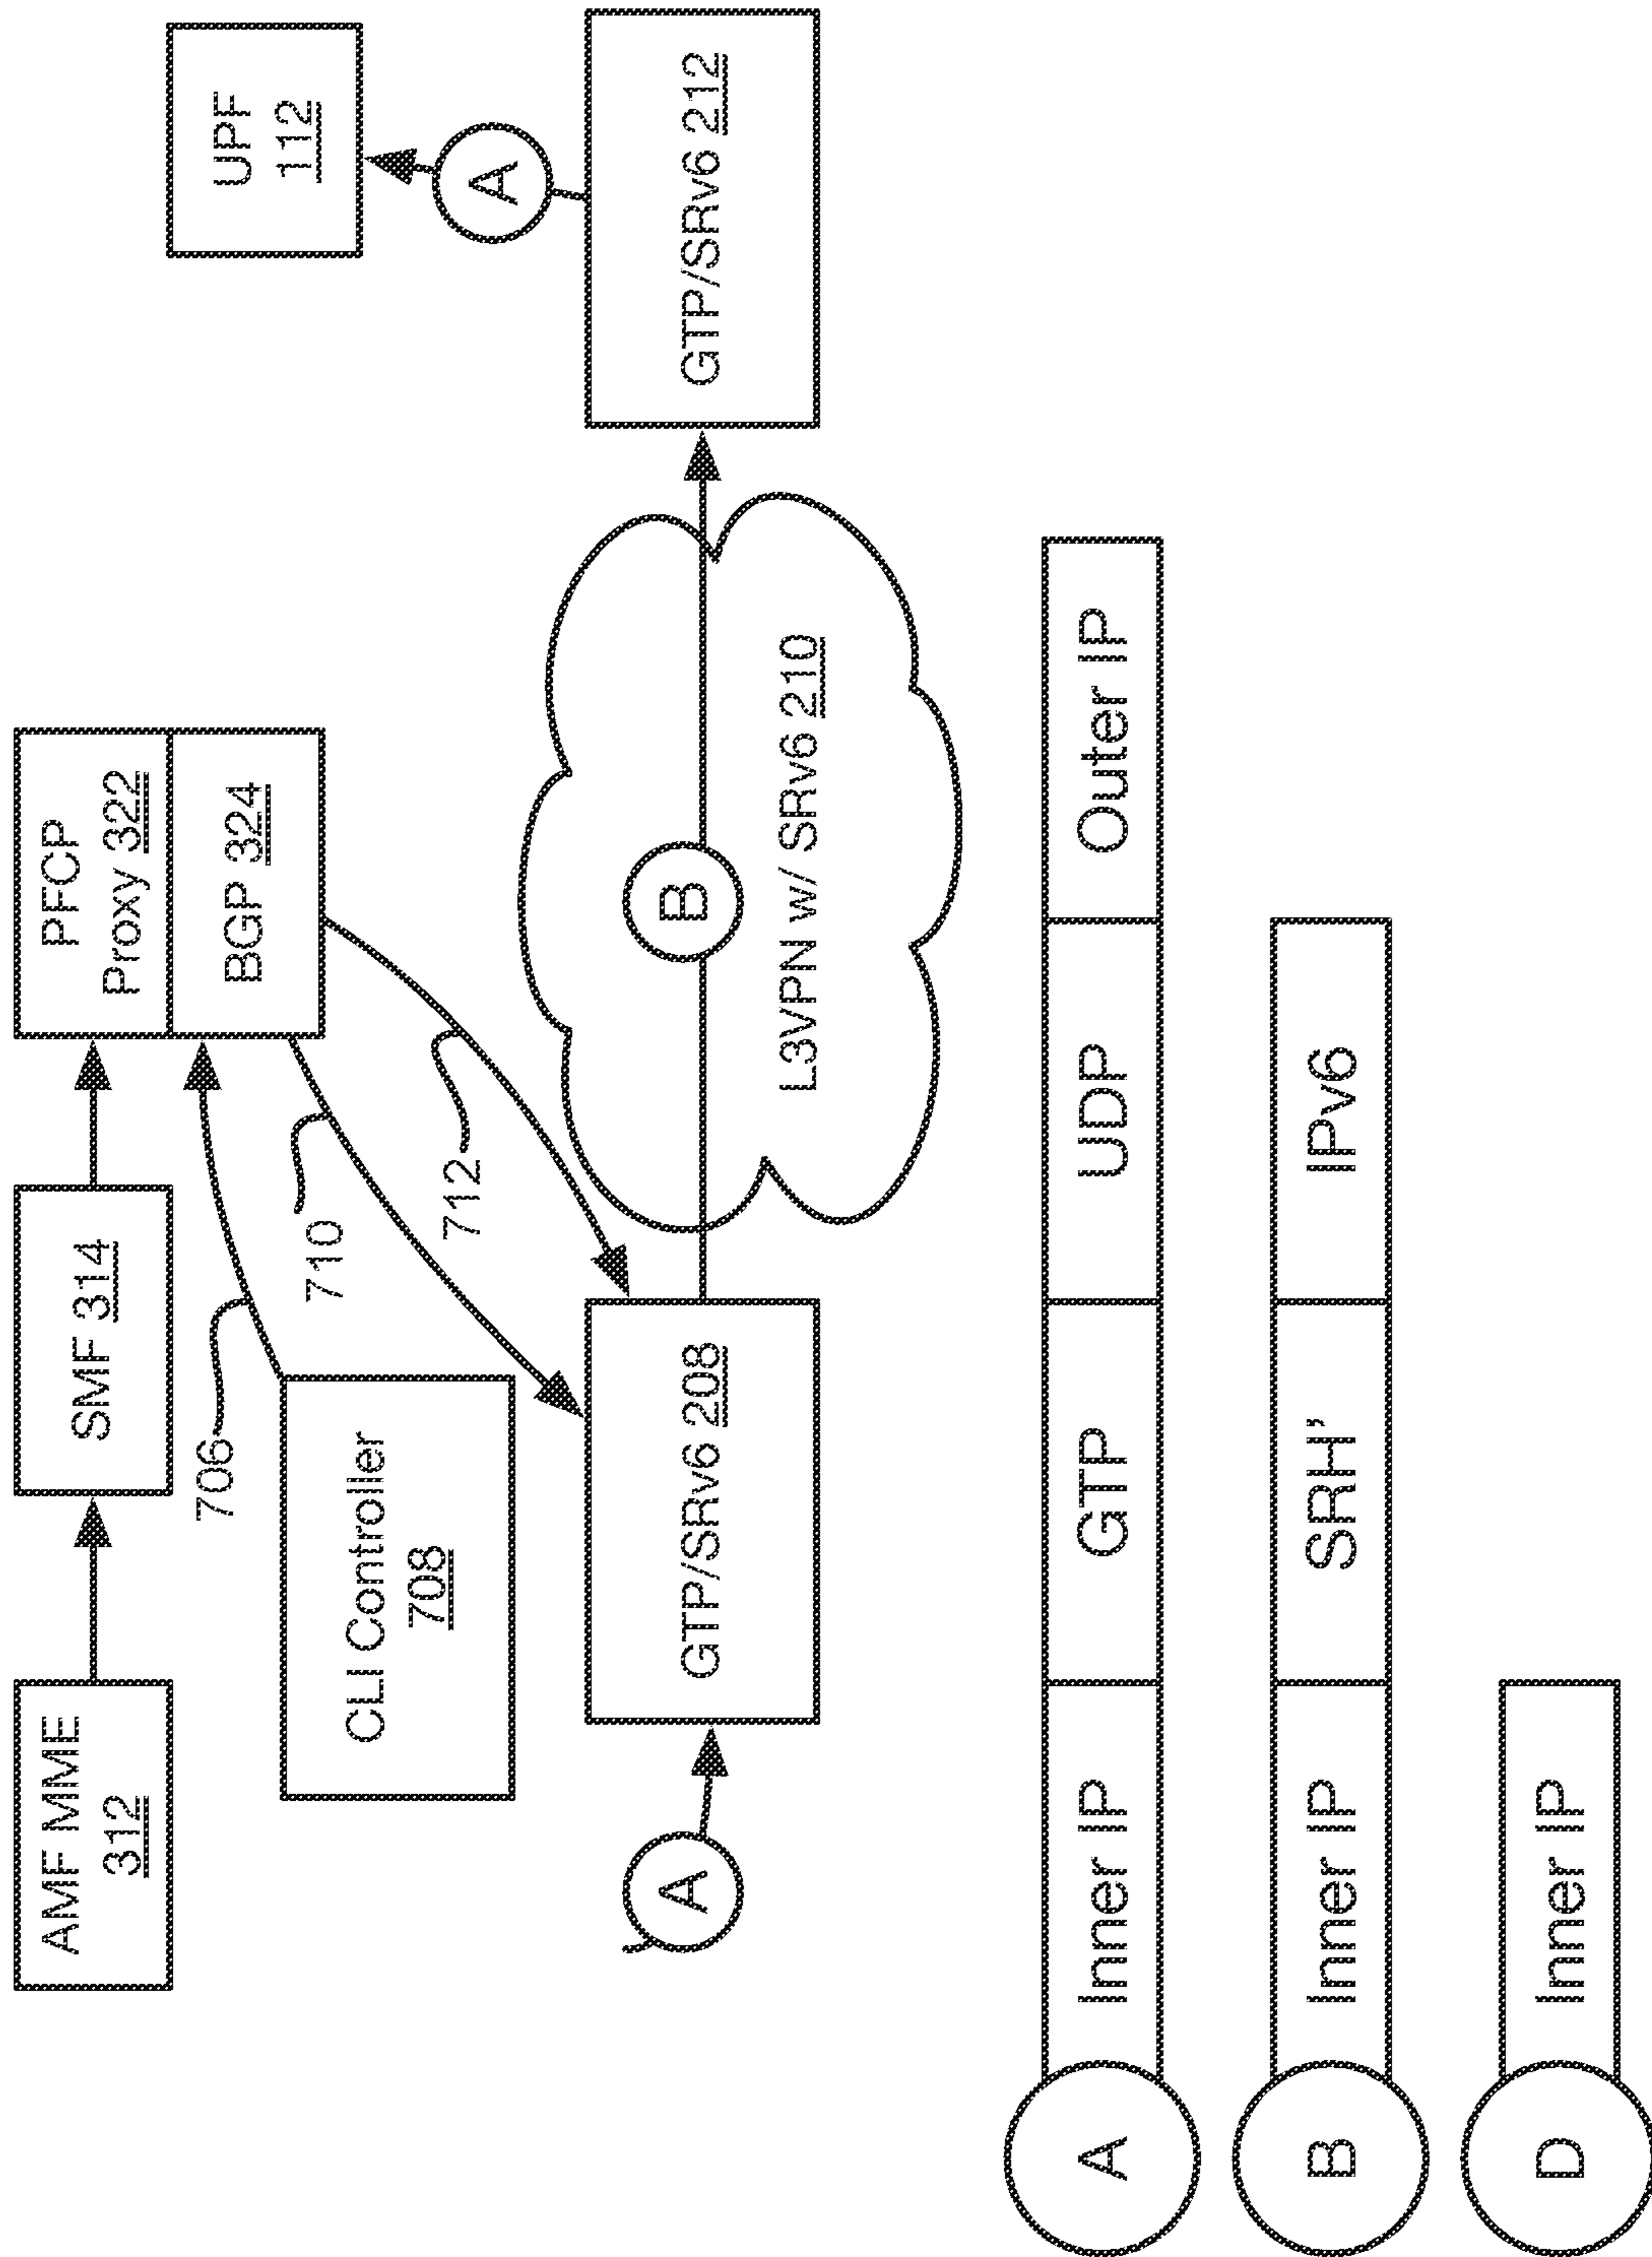 AMF MME
312
SMF 314
PFCP
Proxy 322
BGP 324
706
710
712
CLI Controller
708
UPF
112
A
A
GTP/SRv6 208
B
GTP/SRv6 212
L3VPN w/ SRv6 210
A Inner IP GTP UDP Outer IP
B Inner IP SRH' IPv6
D Inner IP